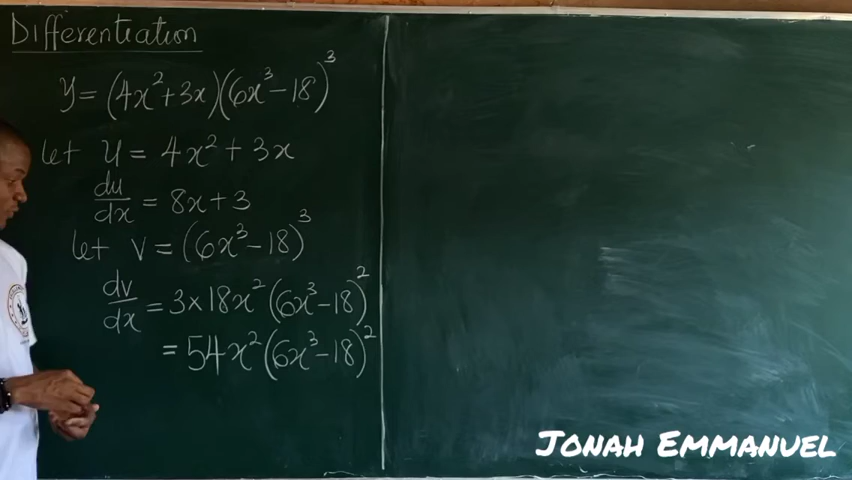 Differentiation
y = (4x² + 3x)(6x³ - 18)³
let u = 4x² + 3x
du/dx = 8x + 3
let v = (6x³ - 18)³
dv/dx = 3 × 18x² (6x³ - 18)²
= 54x² (6x³ - 18)²
JONAH EMMANUEL